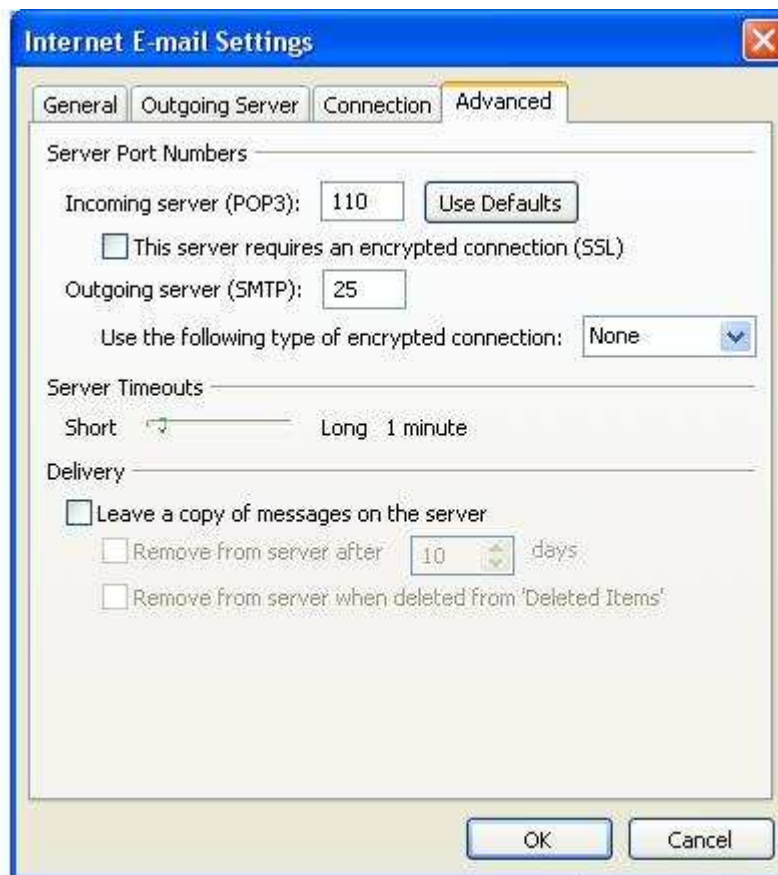 Internet E-mail Settings
General Outgoing Server Connection Advanced
Server Port Numbers
Incoming server (POP3): 110 Use Defaults
This server requires an encrypted connection (SSL)
Outgoing server (SMTP): 25
Use the following type of encrypted connection: None
Server Timeouts
Short Long 1 minute
Delivery
Leave a copy of messages on the server
Remove from server after 10 days
Remove from server when deleted from 'Deleted Items'
OK Cancel